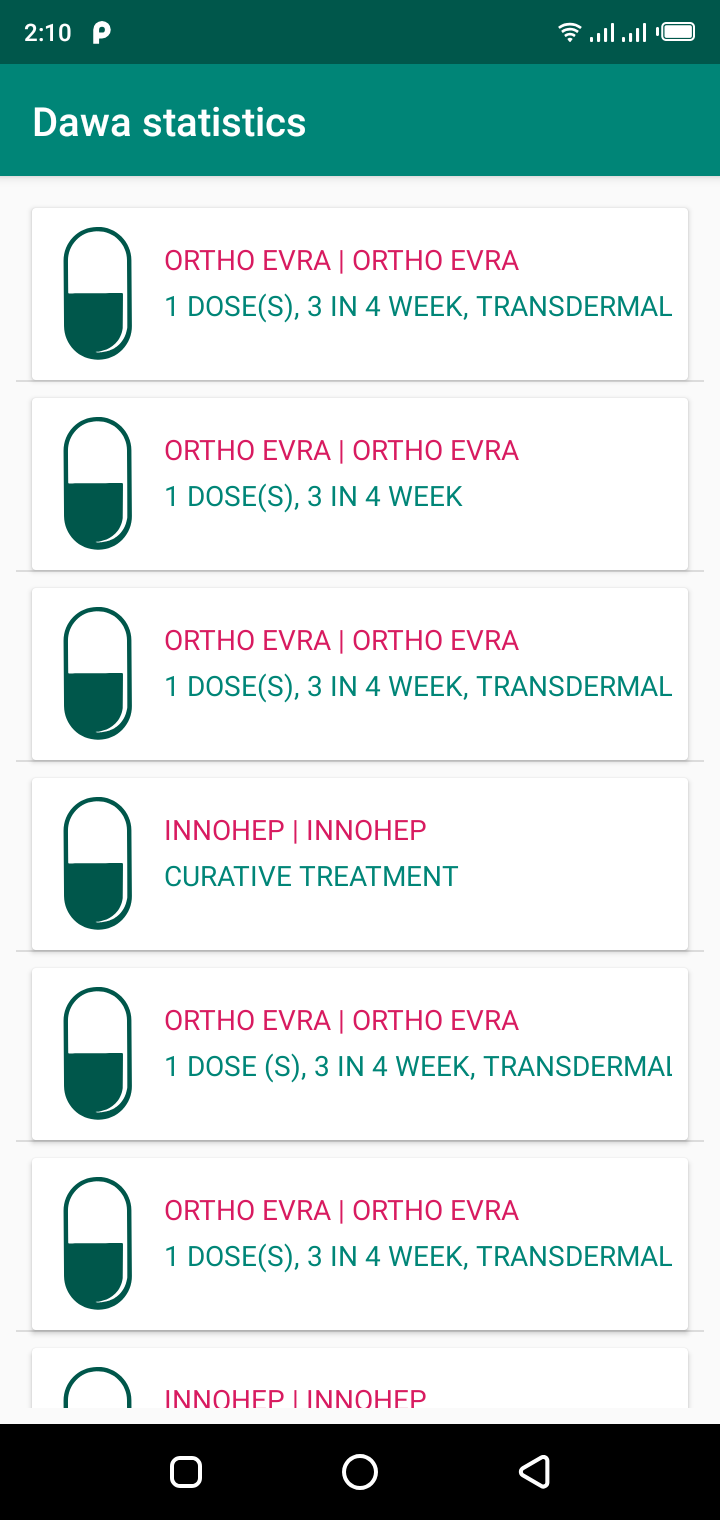 2:10
Dawa statistics
ORTHO EVRA | ORTHO EVRA
1 DOSE(S), 3 IN 4 WEEK, TRANSDERMAL
ORTHO EVRA | ORTHO EVRA
1 DOSE(S), 3 IN 4 WEEK
ORTHO EVRA | ORTHO EVRA
1 DOSE(S), 3 IN 4 WEEK, TRANSDERMAL
INNOHEP | INNOHEP
CURATIVE TREATMENT
ORTHO EVRA | ORTHO EVRA
1 DOSE (S), 3 IN 4 WEEK, TRANSDERMAL
ORTHO EVRA | ORTHO EVRA
1 DOSE(S), 3 IN 4 WEEK, TRANSDERMAL
INNOHEP | INNOHEP